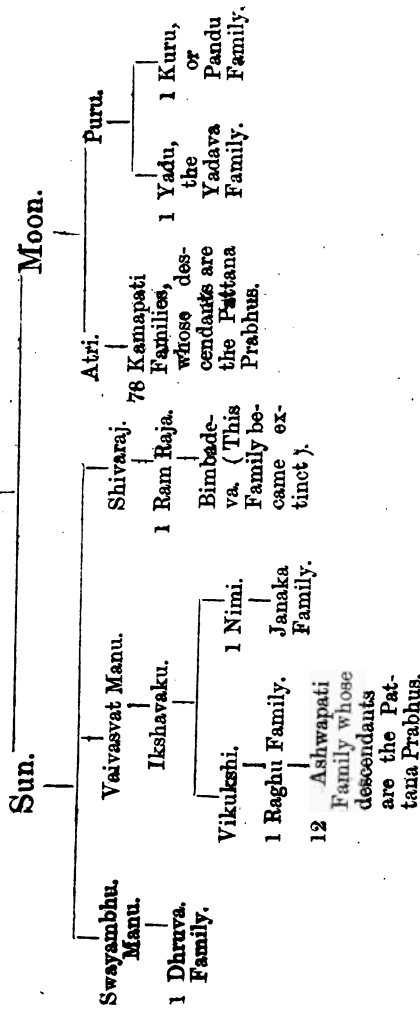 Sun.
Moon.
Swayambhu.
Manu.
1 Dhruva.
Family.
Vaivasvat Manu.
Ikshavaku.
Vikukshi.
1 Raghu Family.
12 Ashwapati
Family whose
descendants
are the Pat-
tana Prabhus.
1 Nimi.
Janaka
Family.
Shivaraj.
1 Ram Raja.
Bimbade-
va. (This
Family be-
came ex-
tinct).
Atri.
78 Kamapati
Families,
whose des-
cendants are
the Pattana
Prabhus.
Puru.
1 Yadu,
the
Yadava
Family.
1 Kuru,
or
Pandu
Family.